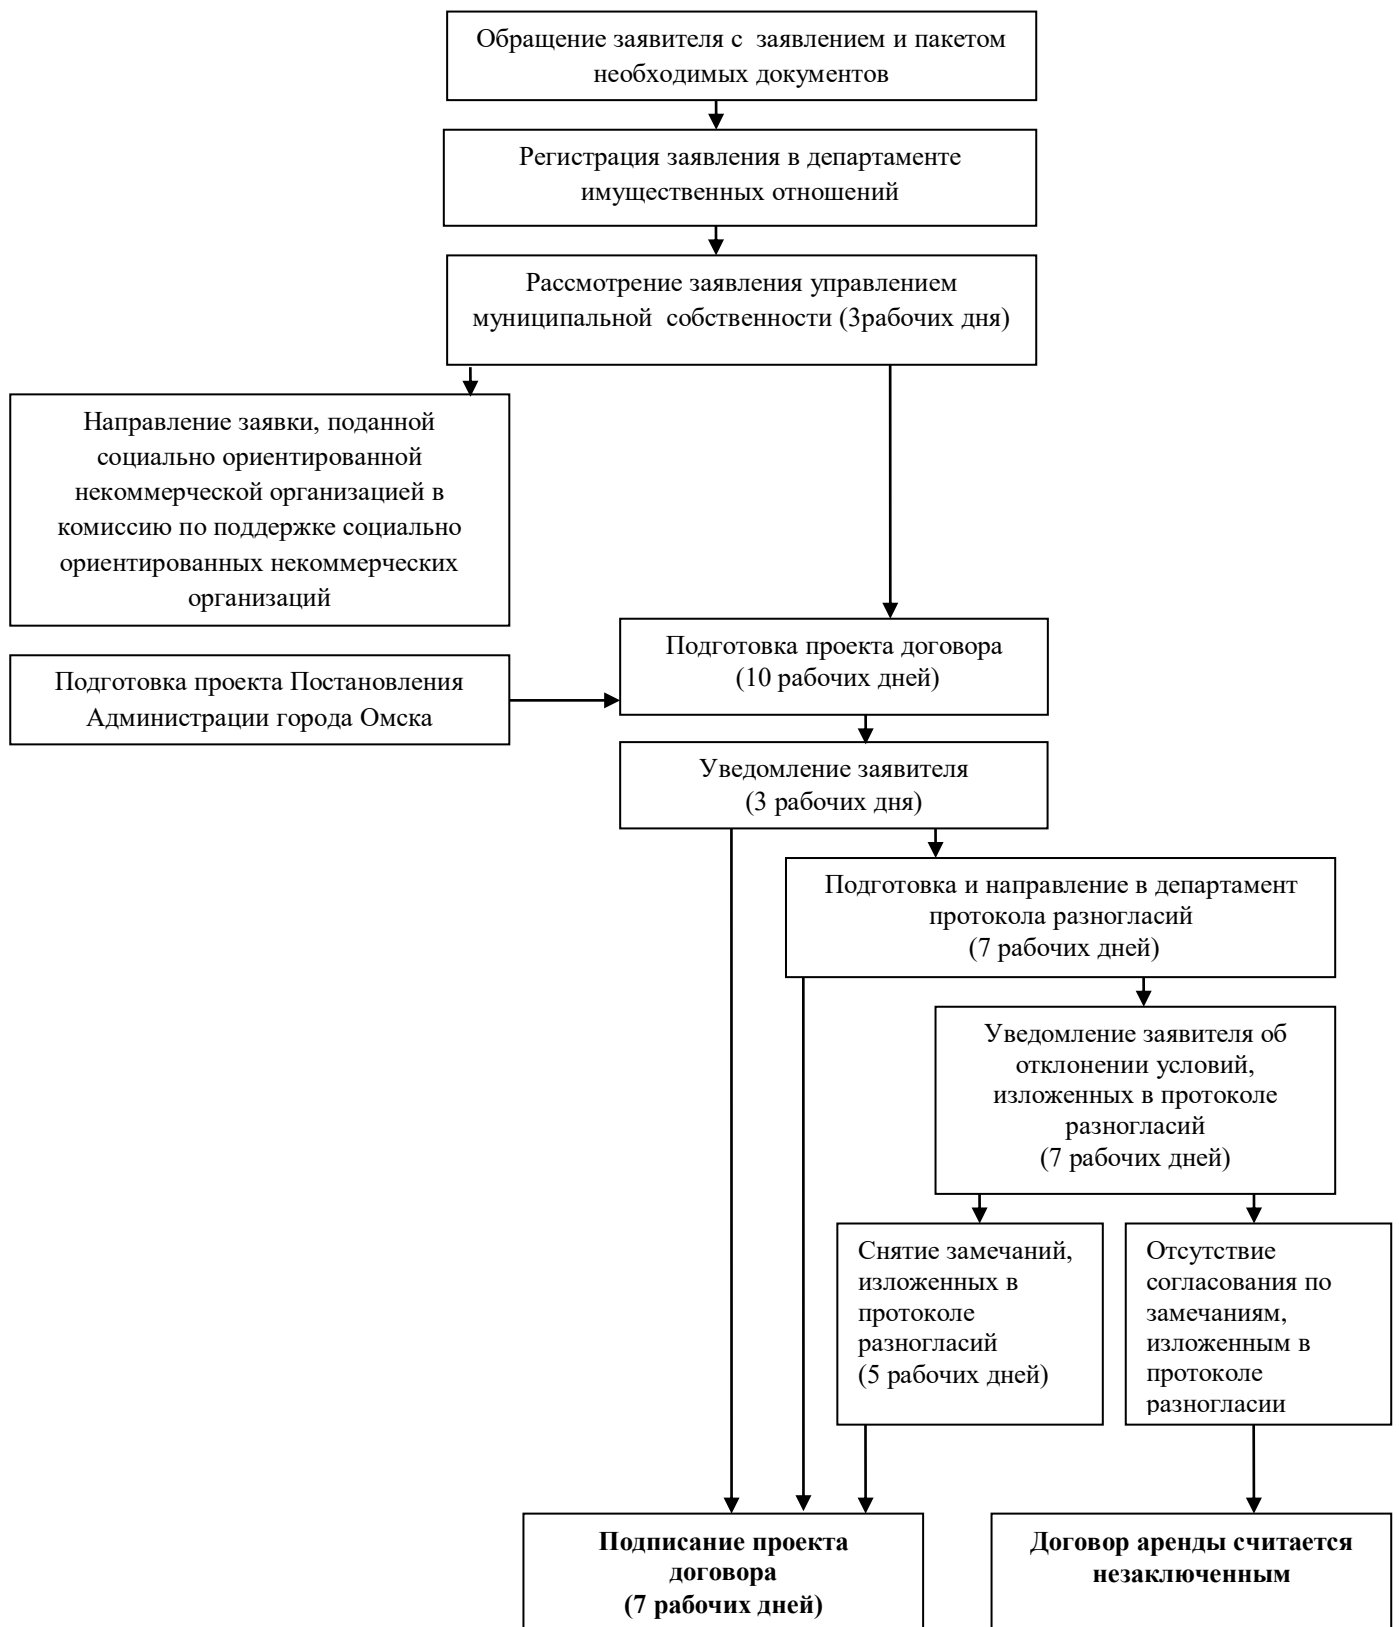 Обращение заявителя с  заявлением и пакетом
необходимых документов
Регистрация заявления в департаменте
имущественных отношений
Рассмотрение заявления управлением
муниципальной  собственности (3рабочих дня)
Направление заявки, поданной
социально ориентированной
некоммерческой организацией в
комиссию по поддержке социально
ориентированных некоммерческих
организаций
Подготовка проекта договора
(10 рабочих дней)
Подготовка проекта Постановления
Администрации города Омска
Уведомление заявителя
(3 рабочих дня)
Подготовка и направление в департамент
протокола разногласий
(7 рабочих дней)
Уведомление заявителя об
отклонении условий,
изложенных в протоколе
разногласий
(7 рабочих дней)
Снятие замечаний,
изложенных в
протоколе
разногласий
(5 рабочих дней)
Отсутствие
согласования по
замечаниям,
изложенным в
протоколе
разногласии
Подписание проекта
договора
(7 рабочих дней)
Договор аренды считается
незаключенным